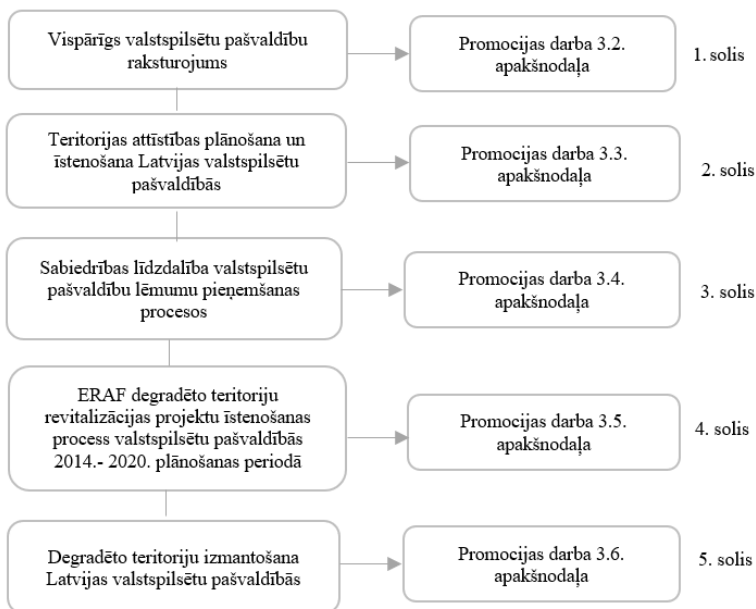 Vispārīgs valstspilsētu pašvaldību
raksturojums
Promocijas darba 3.2.
apakšnodaļa
1. solis
Teritorijas attīstības plānošana un
īstenošana Latvijas valstspilsētu
pašvaldībās
Promocijas darba 3.3.
apakšnodaļa
2. solis
Sabiedrības līdzdalība valstspilsētu
pašvaldību lēmumu pieņemšanas
procesos
Promocijas darba 3.4.
apakšnodaļa
3. solis
ERAF degradēto teritoriju
revitalizācijas projektu īstenošanas
process valstspilsētu pašvaldībās
2014.- 2020. plānošanas periodā
Promocijas darba 3.5.
apakšnodaļa
4. solis
Degradēto teritoriju izmantošana
Latvijas valstspilsētu pašvaldībās
Promocijas darba 3.6.
apakšnodaļa
5. solis